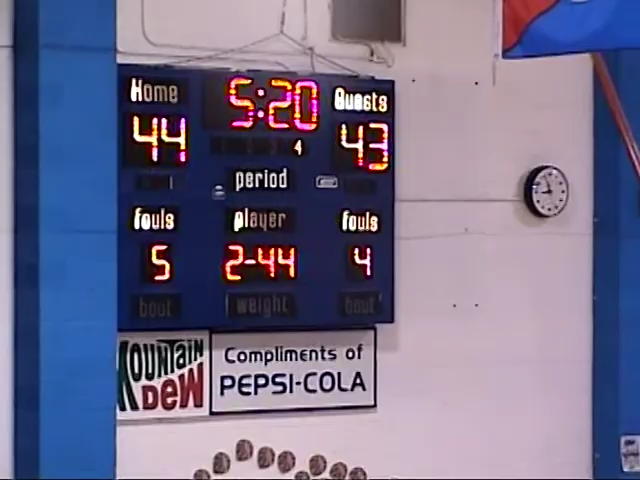 Home 5:20 Guests
44 4 43
period
fouls player fouls
5 2-44 4
bout weight bout
Mountain Dew
Compliments of
PEPSI-COLA